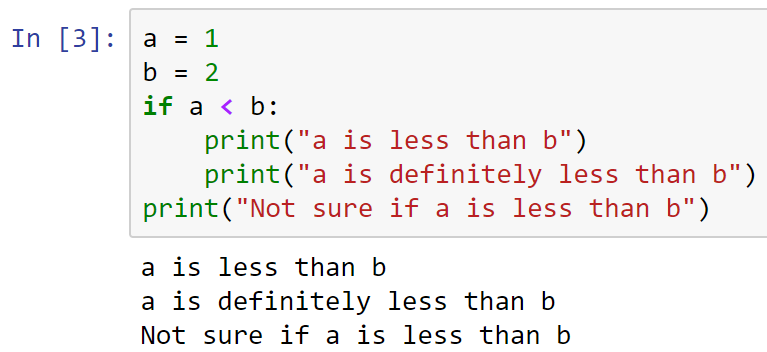 In [3]: a = 1
b = 2
if a < b:
    print("a is less than b")
    print("a is definitely less than b")
print("Not sure if a is less than b")
a is less than b
a is definitely less than b
Not sure if a is less than b